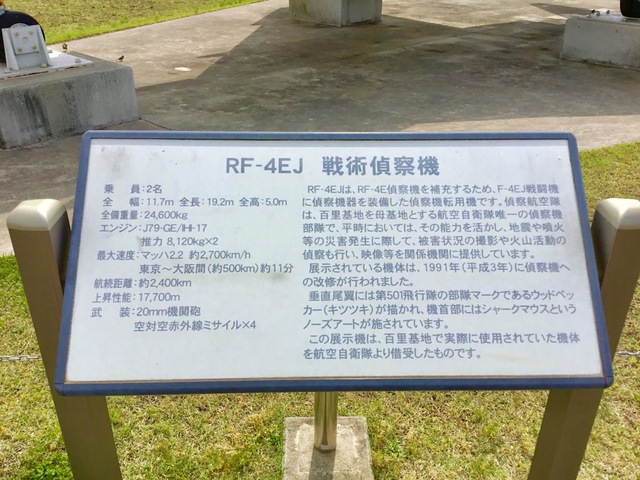 RF-4EJ 戦術偵察機
乗 員:2名
全 幅:11.7m 全長:19.2m 全高:5.0m
全備重量:24,600kg
エンジン:J79-GE/IHI-17
推力 8,120kg×2
最大速度:マッハ2.2 約2,700km/h
東京~大阪間(約500km)約11分
航続距離:約2,400km
上昇性能:17,700m
武 装:20mm機関砲
空対空赤外線ミサイル×4
RF-4EJは、RF-4E偵察機を補充するため、F-4EJ戦闘機
に偵察機器を装備した偵察機転用機です。偵察航空隊
は、百里基地を母基地とする航空自衛隊唯一の偵察機
部隊で、平時においては、その能力を活かし、地震や噴火
等の災害発生に際して、被害状況の撮影や火山活動の
偵察も行い、映像等を関係機関に提供しています。
展示されている機体は、1991年(平成3年)に偵察機へ
の改修が行われました。
垂直尾翼には第501飛行隊の部隊マークであるウッドペッ
カー(キツツキ)が描かれ、機首部にはシャークマウスという
ノーズアートが施されています。
この展示機は、百里基地で実際に使用されていた機体
を航空自衛隊より借受したものです。